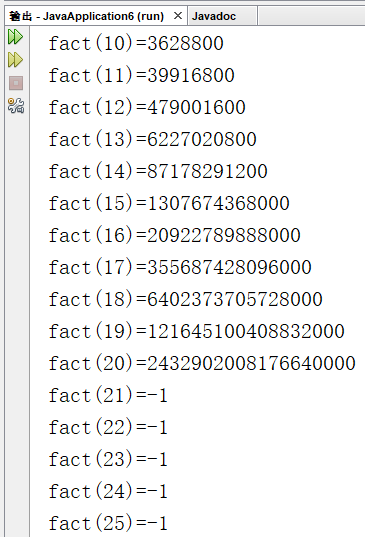 输出 - JavaApplication6 (run) × Javadoc
fact(10)=3628800
fact(11)=39916800
fact(12)=479001600
fact(13)=6227020800
fact(14)=87178291200
fact(15)=1307674368000
fact(16)=20922789888000
fact(17)=355687428096000
fact(18)=6402373705728000
fact(19)=121645100408832000
fact(20)=2432902008176640000
fact(21)=-1
fact(22)=-1
fact(23)=-1
fact(24)=-1
fact(25)=-1